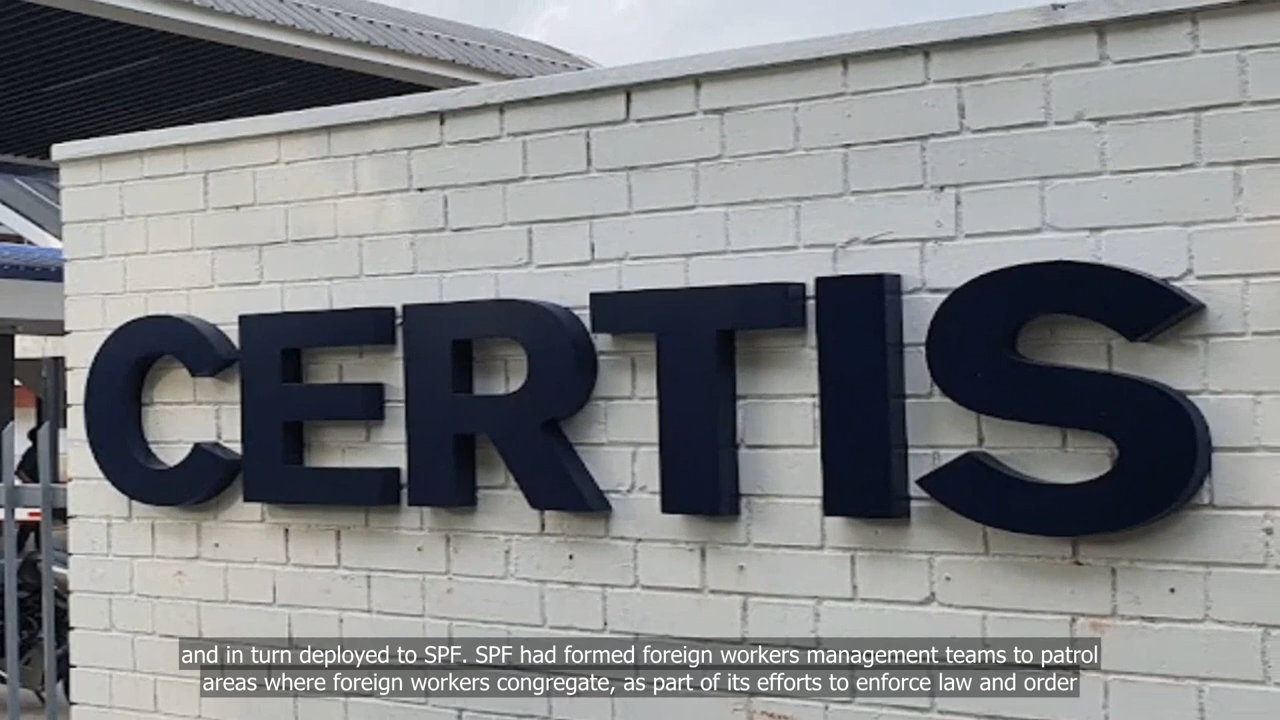 CERTIS
and in turn deployed to SPF. SPF had formed foreign workers management teams to patrol
areas where foreign workers congregate, as part of its efforts to enforce law and order